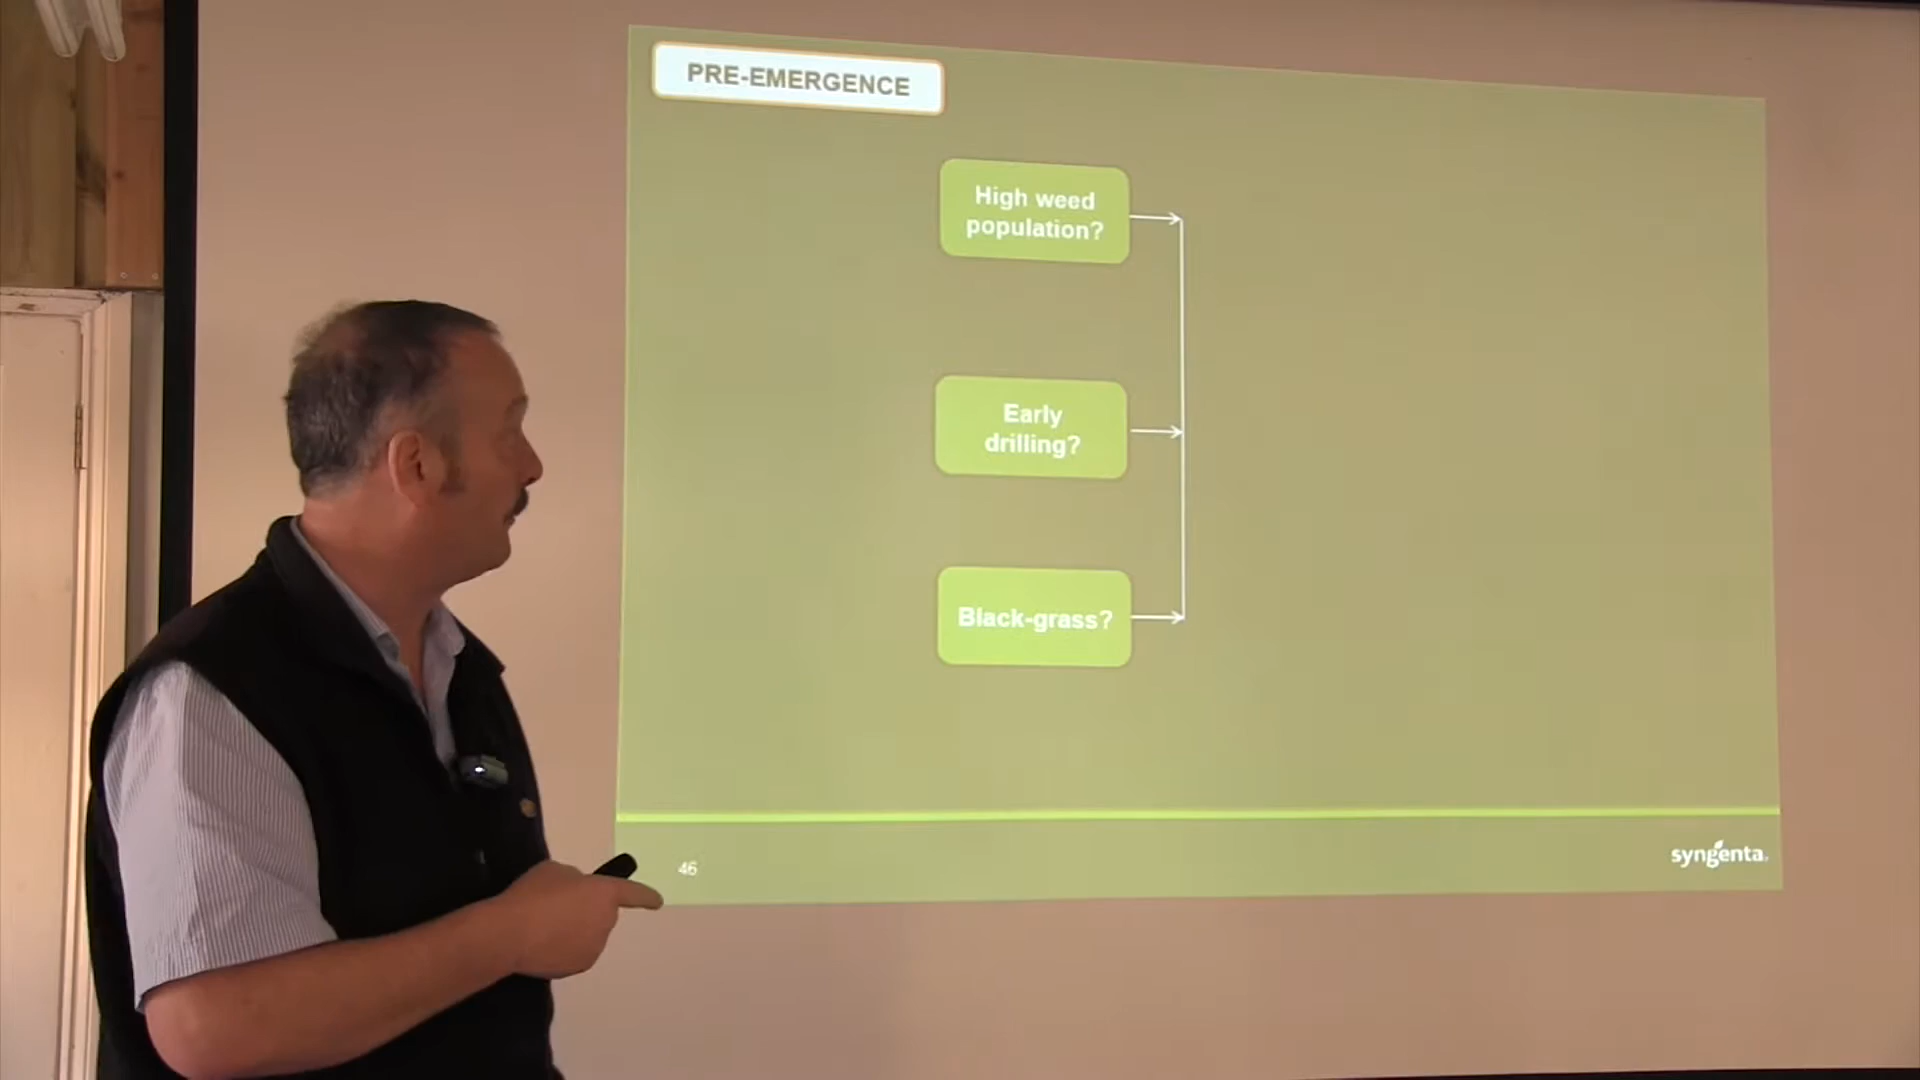 PRE-EMERGENCE
High weed
population?
Early
drilling?
Black-grass?
46
syngenta